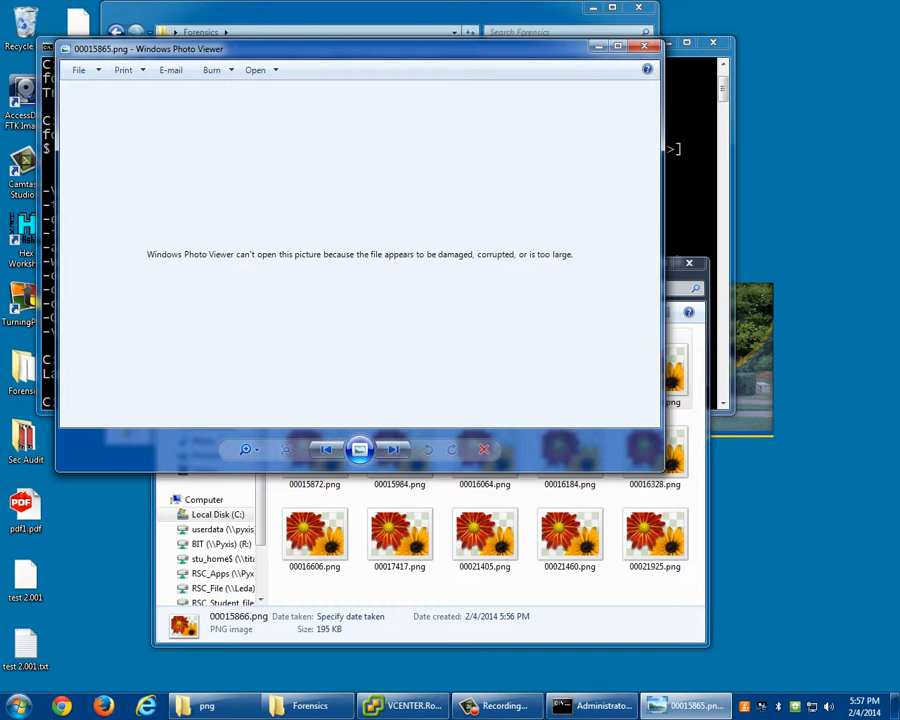 Forensics
Search Forensics
Recycle
00015865.png - Windows Photo Viewer
File
Print
E-mail
Burn
Open
>]
AccessD
FTK Ima
Camtas
Studio
Hex
Worksh
TurningP
Forensi
Sec Audit
pdf1.pdf
test 2.001
test 2.001.txt
Windows Photo Viewer can't open this picture because the file appears to be damaged, corrupted, or is too large.
png
00015872.png
00015984.png
00016064.png
00016184.png
00016328.png
Computer
Local Disk (C:)
userdata (\\pyxis
BIT (\\Pyxis) (R:)
stu_home$ (\\tita
RSC_Apps (\\Pyx
RSC_File (\\Leda)
RSC_Student_file
00016606.png
00017417.png
00021405.png
00021460.png
00021925.png
00015866.png
Date taken: Specify date taken
Date created: 2/4/2014 5:56 PM
PNG image
Size: 195 KB
png
Forensics
VCENTER.Ro...
Recording...
Administrato...
00015865.pn...
5:57 PM
2/4/2014